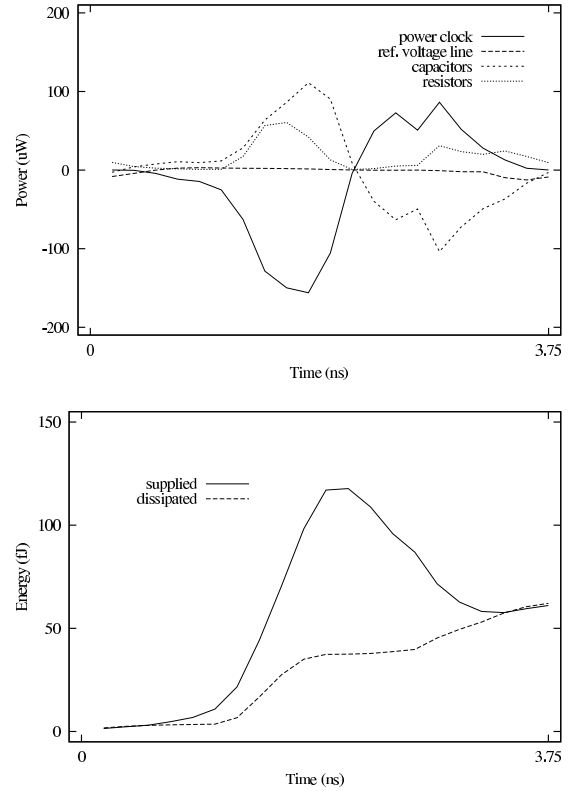 200
power clock
ref. voltage line
capacitors
resistors
100
Power (uW)
0
-100
-200
0
3.75
Time (ns)
150
supplied
dissipated
100
Energy (fJ)
50
0
0
3.75
Time (ns)